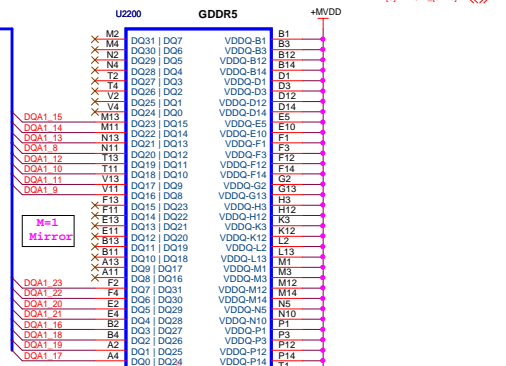 U2200 GDDR5 +MVDD
M2 DQ31 | DQ7 VDDQ-B1 B1
M4 DQ30 | DQ6 VDDQ-B3 B3
N2 DQ29 | DQ5 VDDQ-B12 B12
N4 DQ28 | DQ4 VDDQ-B14 B14
T2 DQ27 | DQ3 VDDQ-D1 D1
T4 DQ26 | DQ2 VDDQ-D3 D3
V2 DQ25 | DQ1 VDDQ-D12 D12
V4 DQ24 | DQ0 VDDQ-D14 D14
DQA1_15 M13 DQ23 | DQ15 VDDQ-E5 E5
DQA1_14 M11 DQ22 | DQ14 VDDQ-E10 E10
DQA1_13 N13 DQ21 | DQ13 VDDQ-F1 F1
DQA1_8 N11 DQ20 | DQ12 VDDQ-F3 F3
DQA1_12 T13 DQ19 | DQ11 VDDQ-F12 F12
DQA1_10 T11 DQ18 | DQ10 VDDQ-F14 F14
DQA1_11 V13 DQ17 | DQ9 VDDQ-G2 G2
DQA1_9 V11 DQ16 | DQ8 VDDQ-G13 G13
F13 DQ15 | DQ23 VDDQ-H3 H3
F11 DQ14 | DQ22 VDDQ-H12 H12
M=1 E13 DQ13 | DQ21 VDDQ-K3 K3
Mirror E11 DQ12 | DQ20 VDDQ-K12 K12
B13 DQ11 | DQ19 VDDQ-L2 L2
B11 DQ10 | DQ18 VDDQ-L13 L13
A13 DQ9 | DQ17 VDDQ-M1 M1
A11 DQ8 | DQ16 VDDQ-M3 M3
DQA1_23 F2 DQ7 | DQ31 VDDQ-M12 M12
DQA1_22 F4 DQ6 | DQ30 VDDQ-M14 M14
DQA1_20 E2 DQ5 | DQ29 VDDQ-N5 N5
DQA1_21 E4 DQ4 | DQ28 VDDQ-N10 N10
DQA1_16 B2 DQ3 | DQ27 VDDQ-P1 P1
DQA1_18 B4 DQ2 | DQ26 VDDQ-P3 P3
DQA1_19 A2 DQ1 | DQ25 VDDQ-P12 P12
DQA1_17 A4 DQ0 | DQ24 VDDQ-P14 P14